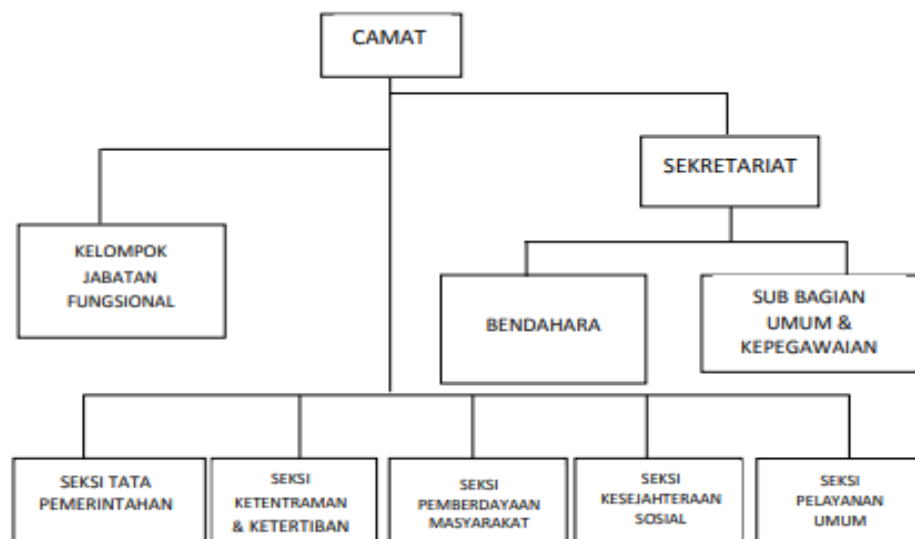 CAMAT
SEKRETARIAT
KELOMPOK
JABATAN
FUNGSIONAL
BENDAHARA
SUB BAGIAN
UMUM &
KEPEGAWAIAN
SEKSI TATA
PEMERINTAHAN
SEKSI
KETENTRAMAN
& KETERTIBAN
SEKSI
PEMBERDAYAAN
MASYARAKAT
SEKSI
KESEJAHTERAAN
SOSIAL
SEKSI
PELAYANAN
UMUM